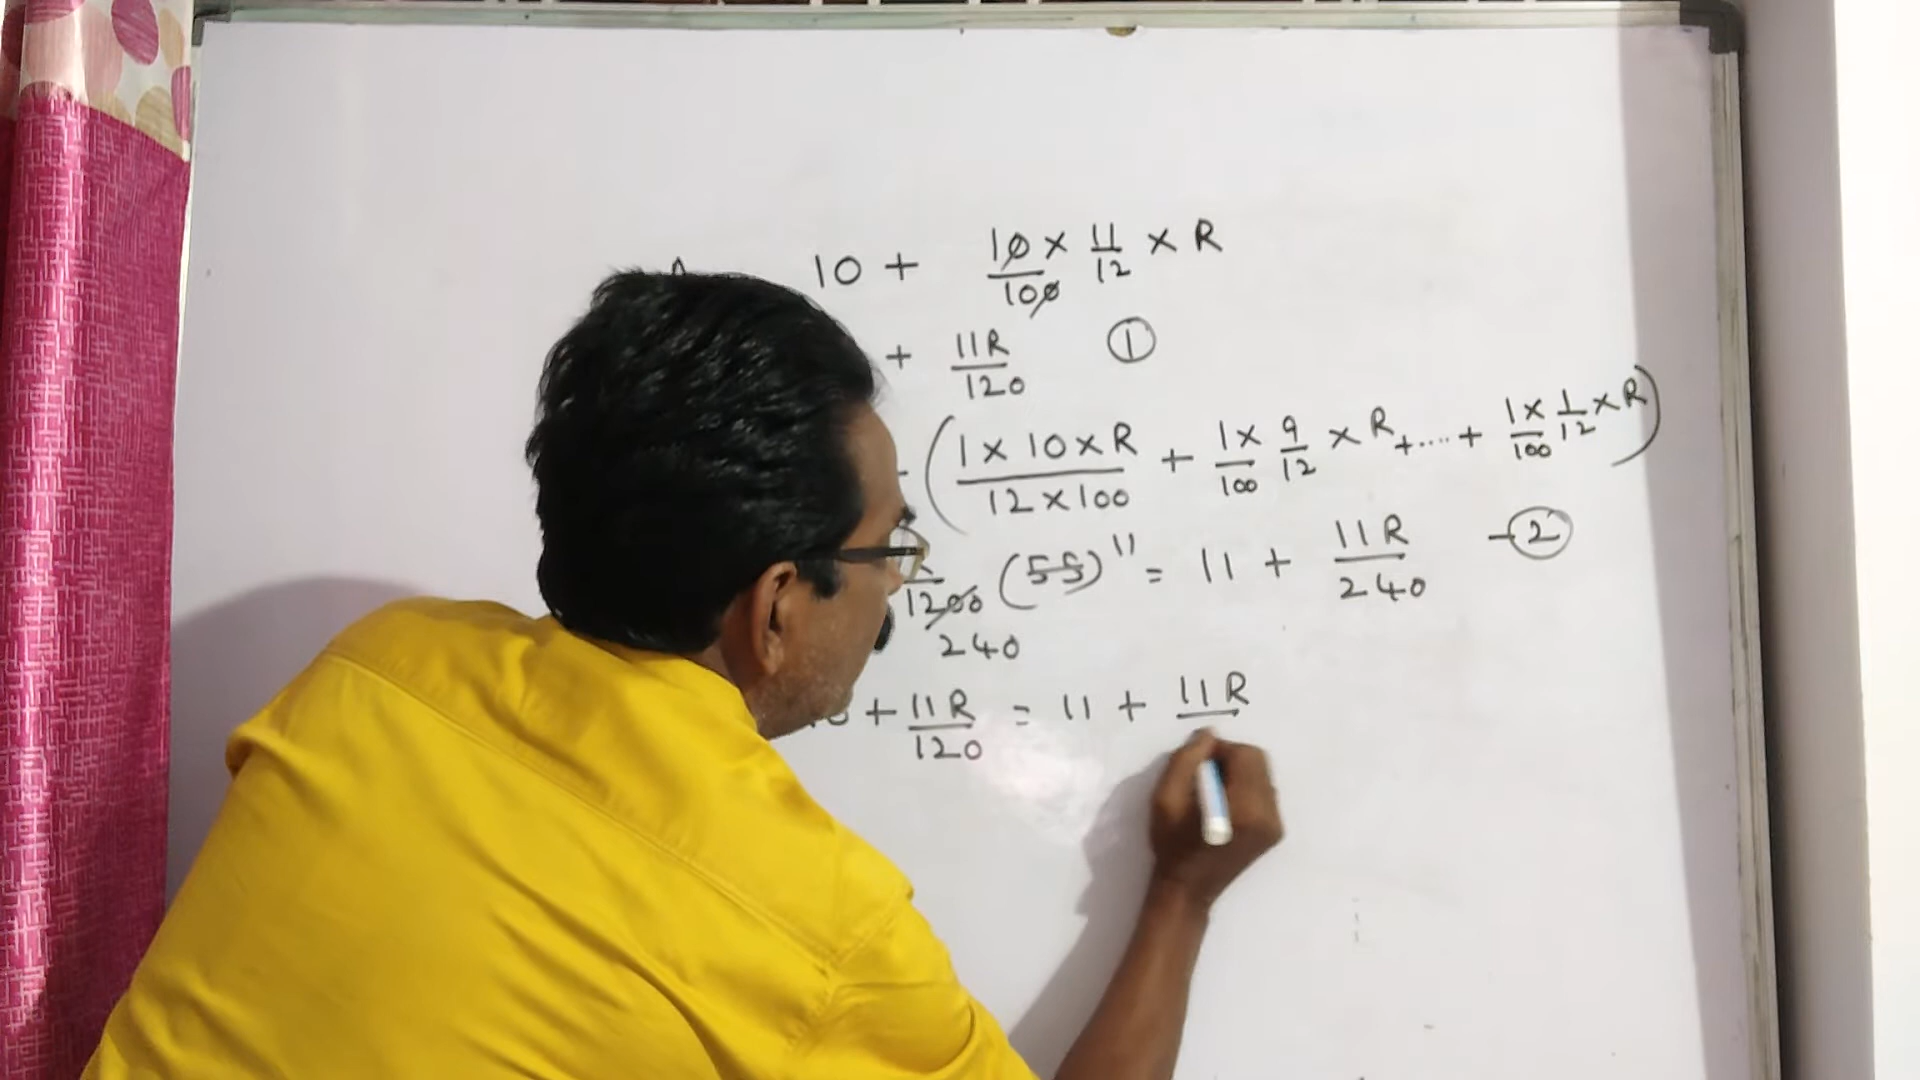 10 + 10/100 × 11/12 × R
+ 11R/120 ①
(1 × 10 × R/12 × 100 + 1/100 × 9/12 × R + .... + 1/100 × 1/12 × R)
1200 240 (55) 11 = 11 + 11R/240 - ②
+ 11R/120 = 11 + 11R